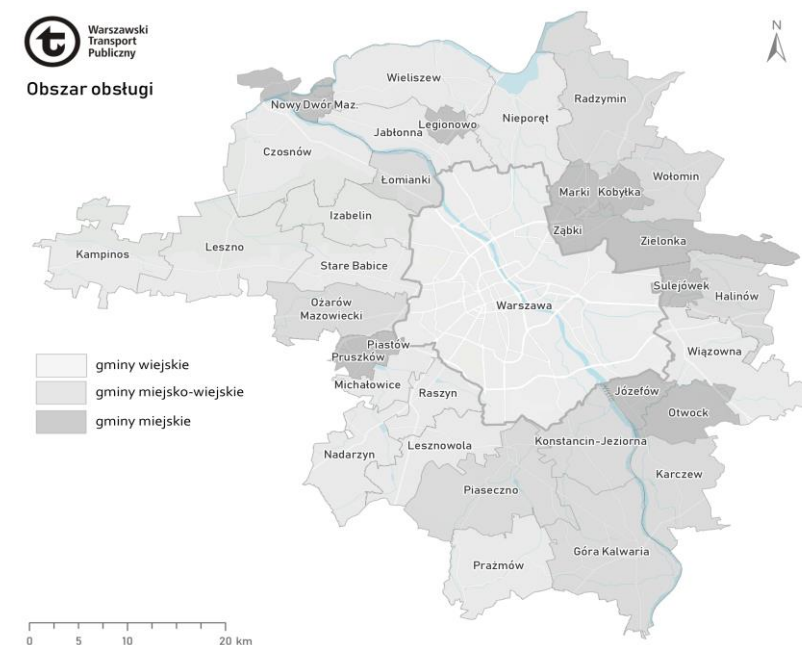 Warszawski
Transport
Publiczny
Obszar obsługi
N
Wieliszew
Radzymin
Nowy Dwór Maz.
Legionowo
Nieporęt
Jabłonna
Czosnów
Łomianki
Wołomin
Marki
Kobyłka
Izabelin
Ząbki
Zielonka
Kampinos
Leszno
Stare Babice
Sulejówek
Halinów
Ożarów
Mazowiecki
Warszawa
Piastów
Pruszków
Wiązowna
gminy wiejskie
Michałowice
gminy miejsko-wiejskie
Raszyn
Józefów
Otwock
gminy miejskie
Konstancin-Jeziorna
Lesznowola
Nadarzyn
Karczew
Piaseczno
Góra Kalwaria
Prażmów
0 5 10 20 km